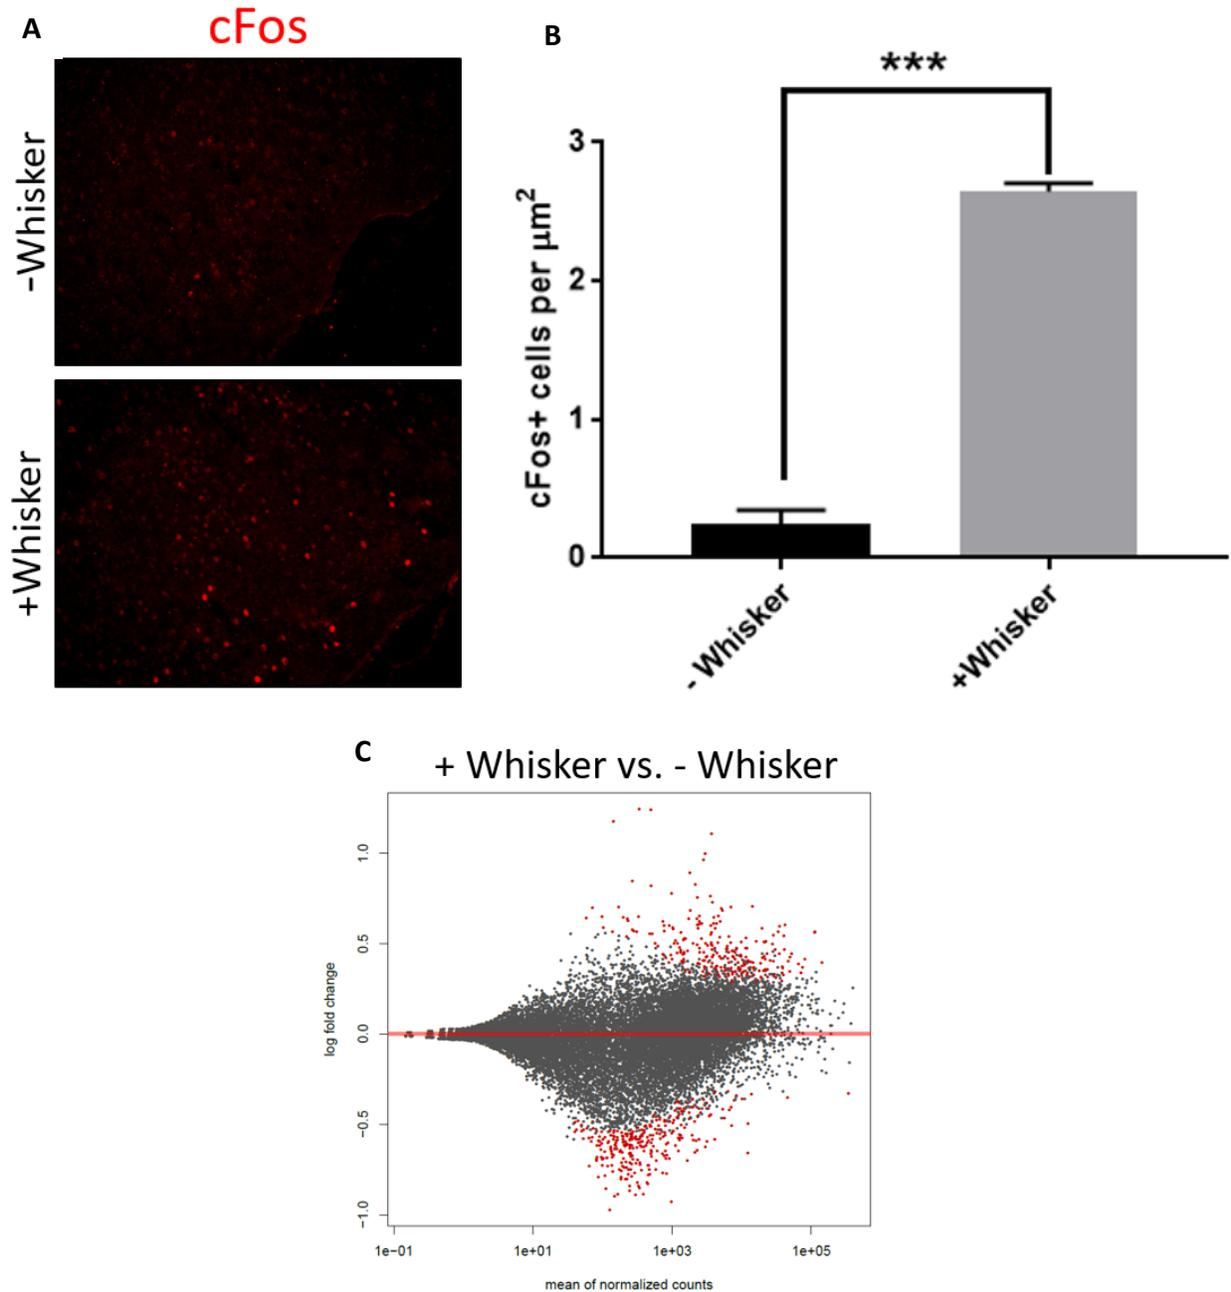 A
cFos
-Whisker
+Whisker
B
***
cFos+ cells per µm²
3
2
1
0
- Whisker
+Whisker
C
+ Whisker vs. - Whisker
log fold change
1.0
0.5
0.0
−0.5
−1.0
1e−01
1e+01
1e+03
1e+05
mean of normalized counts